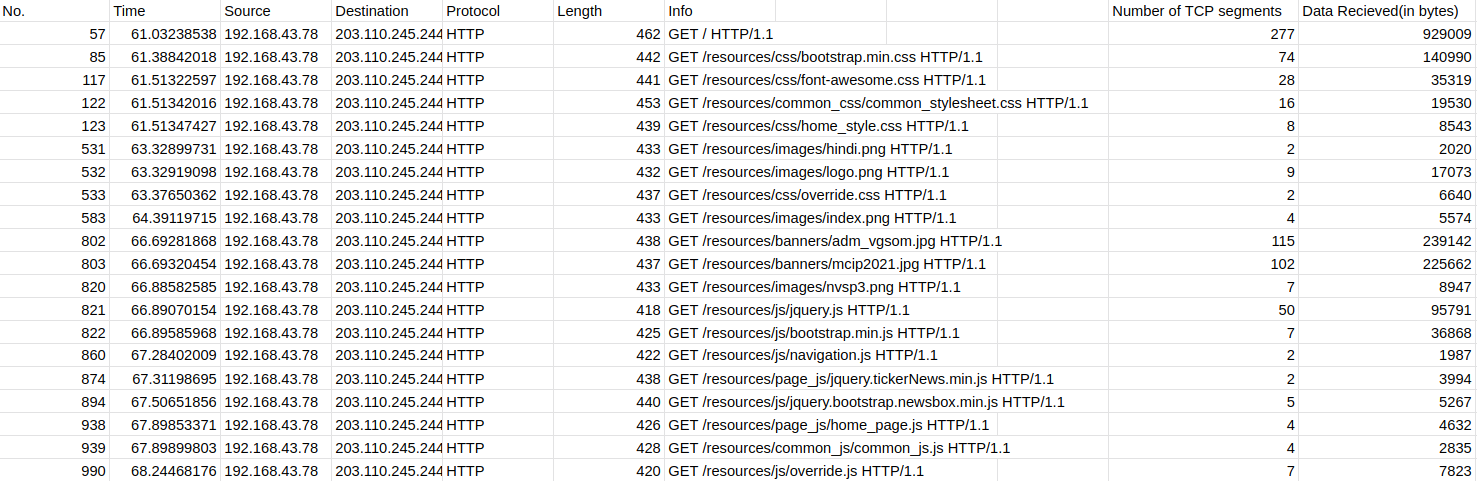 No. Time Source Destination Protocol Length Info Number of TCP segments Data Recieved(in bytes)
57 61.03238538 192.168.43.78 203.110.245.244 HTTP 462 GET / HTTP/1.1 277 929009
85 61.38842018 192.168.43.78 203.110.245.244 HTTP 442 GET /resources/css/bootstrap.min.css HTTP/1.1 74 140990
117 61.51322597 192.168.43.78 203.110.245.244 HTTP 441 GET /resources/css/font-awesome.css HTTP/1.1 28 35319
122 61.51342016 192.168.43.78 203.110.245.244 HTTP 453 GET /resources/common_css/common_stylesheet.css HTTP/1.1 16 19530
123 61.51347427 192.168.43.78 203.110.245.244 HTTP 439 GET /resources/css/home_style.css HTTP/1.1 8 8543
531 63.32899731 192.168.43.78 203.110.245.244 HTTP 433 GET /resources/images/hindi.png HTTP/1.1 2 2020
532 63.32919098 192.168.43.78 203.110.245.244 HTTP 432 GET /resources/images/logo.png HTTP/1.1 9 17073
533 63.37650362 192.168.43.78 203.110.245.244 HTTP 437 GET /resources/css/override.css HTTP/1.1 2 6640
583 64.39119715 192.168.43.78 203.110.245.244 HTTP 433 GET /resources/images/index.png HTTP/1.1 4 5574
802 66.69281868 192.168.43.78 203.110.245.244 HTTP 438 GET /resources/banners/adm_vgsom.jpg HTTP/1.1 115 239142
803 66.69320454 192.168.43.78 203.110.245.244 HTTP 437 GET /resources/banners/mcip2021.jpg HTTP/1.1 102 225662
820 66.88582585 192.168.43.78 203.110.245.244 HTTP 433 GET /resources/images/nvsp3.png HTTP/1.1 7 8947
821 66.89070154 192.168.43.78 203.110.245.244 HTTP 418 GET /resources/js/jquery.js HTTP/1.1 50 95791
822 66.89585968 192.168.43.78 203.110.245.244 HTTP 425 GET /resources/js/bootstrap.min.js HTTP/1.1 7 36868
860 67.28402009 192.168.43.78 203.110.245.244 HTTP 422 GET /resources/js/navigation.js HTTP/1.1 2 1987
874 67.31198695 192.168.43.78 203.110.245.244 HTTP 438 GET /resources/page_js/jquery.tickerNews.min.js HTTP/1.1 2 3994
894 67.50651856 192.168.43.78 203.110.245.244 HTTP 440 GET /resources/js/jquery.bootstrap.newsbox.min.js HTTP/1.1 5 5267
938 67.89853371 192.168.43.78 203.110.245.244 HTTP 426 GET /resources/page_js/home_page.js HTTP/1.1 4 4632
939 67.89899803 192.168.43.78 203.110.245.244 HTTP 428 GET /resources/common_js/common_js.js HTTP/1.1 4 2835
990 68.24468176 192.168.43.78 203.110.245.244 HTTP 420 GET /resources/js/override.js HTTP/1.1 7 7823